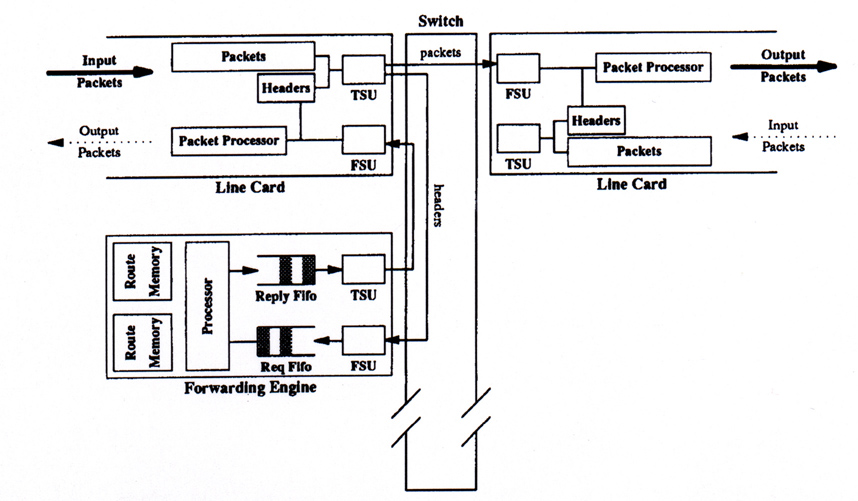 Switch
Input
Packets
Packets
Headers
TSU
packets
FSU
Packet Processor
Output
Packets
Output
Packets
Packet Processor
FSU
Headers
TSU
Packets
Input
Packets
Line Card
Line Card
headers
Route
Memory
Processor
Reply Fifo
TSU
Route
Memory
Req Fifo
FSU
Forwarding Engine